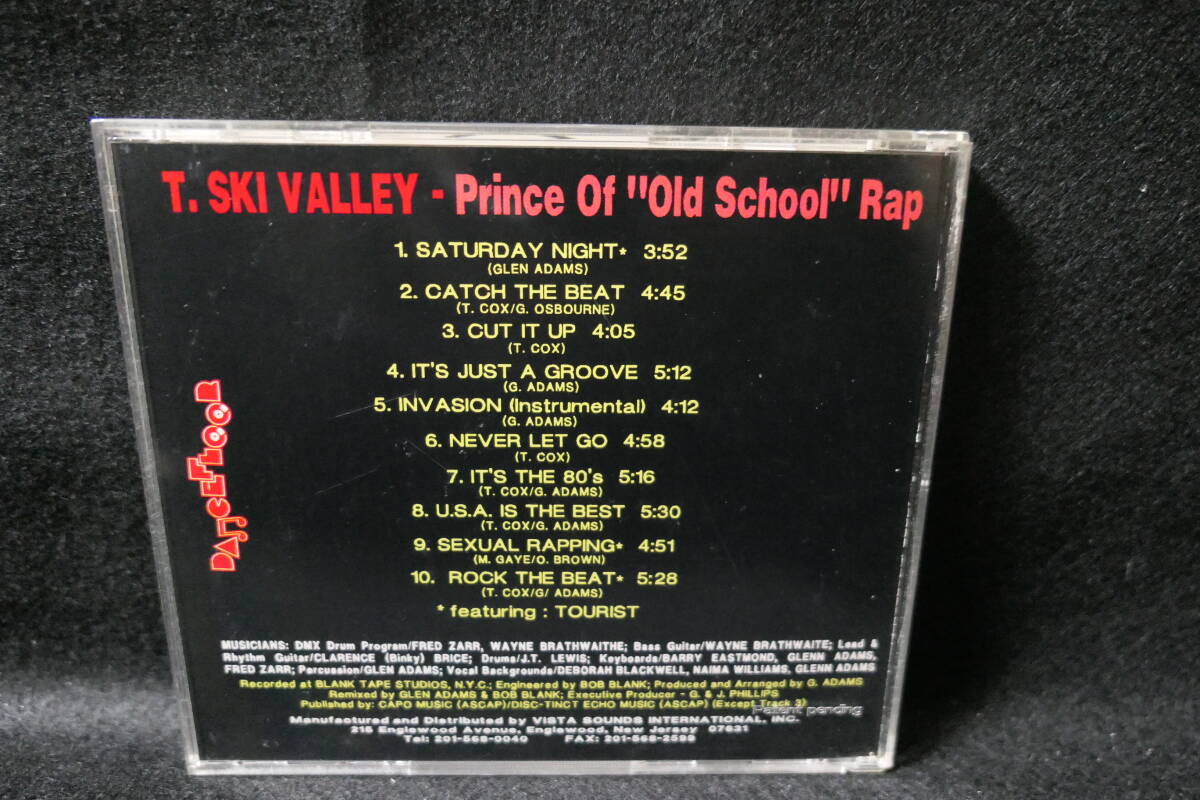 T. SKI VALLEY - Prince Of "Old School" Rap
1. SATURDAY NIGHT* 3:52
(GLEN ADAMS)
2. CATCH THE BEAT 4:45
(T. COX/G. OSBOURNE)
3. CUT IT UP 4:05
(T. COX)
4. IT'S JUST A GROOVE 5:12
(G. ADAMS)
5. INVASION (Instrumental) 4:12
(G. ADAMS)
6. NEVER LET GO 4:58
(T. COX)
7. IT'S THE 80's 5:16
(T. COX/G. ADAMS)
8. U.S.A. IS THE BEST 5:30
(T. COX/G. ADAMS)
9. SEXUAL RAPPING* 4:51
(M. GAYE/O. BROWN)
10. ROCK THE BEAT* 5:28
(T. COX/G/ ADAMS)
* featuring : TOURIST
DANCEFLOOR
MUSICIANS: DMX Drum Program/FRED ZARR, WAYNE BRATHWAITHE; Bass Guitar/WAYNE BRATHWAITE; Lead &
Rhythm Guitar/CLARENCE (Binky) BRICE; Drums/J.T. LEWIS; Keyboards/BARRY EASTMOND, GLENN ADAMS,
FRED ZARR; Percussion/GLEN ADAMS; Vocal Backgrounds/DEBORAH BLACKWELL, NAIMA WILLIAMS, GLENN ADAMS
Recorded at BLANK TAPE STUDIOS, N.Y.C.; Engineered by BOB BLANK; Produced and Arranged by G. ADAMS
Remixed by GLEN ADAMS & BOB BLANK; Executive Producer - G. & J. PHILLIPS
Published by: CAPO MUSIC (ASCAP)/DISC-TINCT ECHO MUSIC (ASCAP) (Except Track 3)
Patent pending
Manufactured and Distributed by VISTA SOUNDS INTERNATIONAL, INC.
215 Englewood Avenue, Englewood, New Jersey 07631
Tel: 201-568-0040 FAX: 201-568-2599